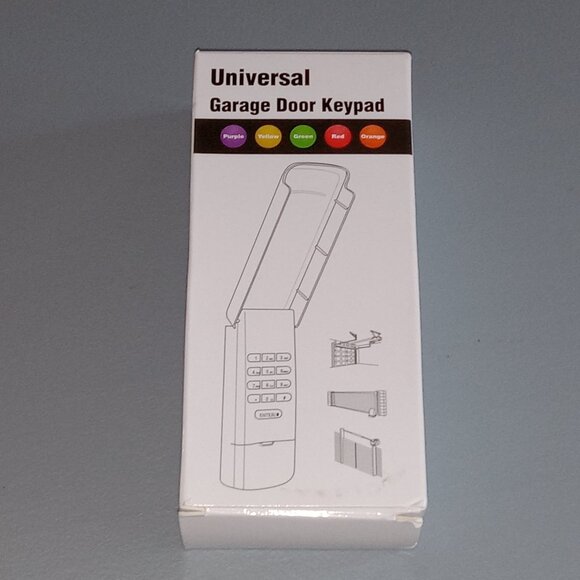 Universal
Garage Door Keypad
Purple Yellow Green Red Orange
ENTER